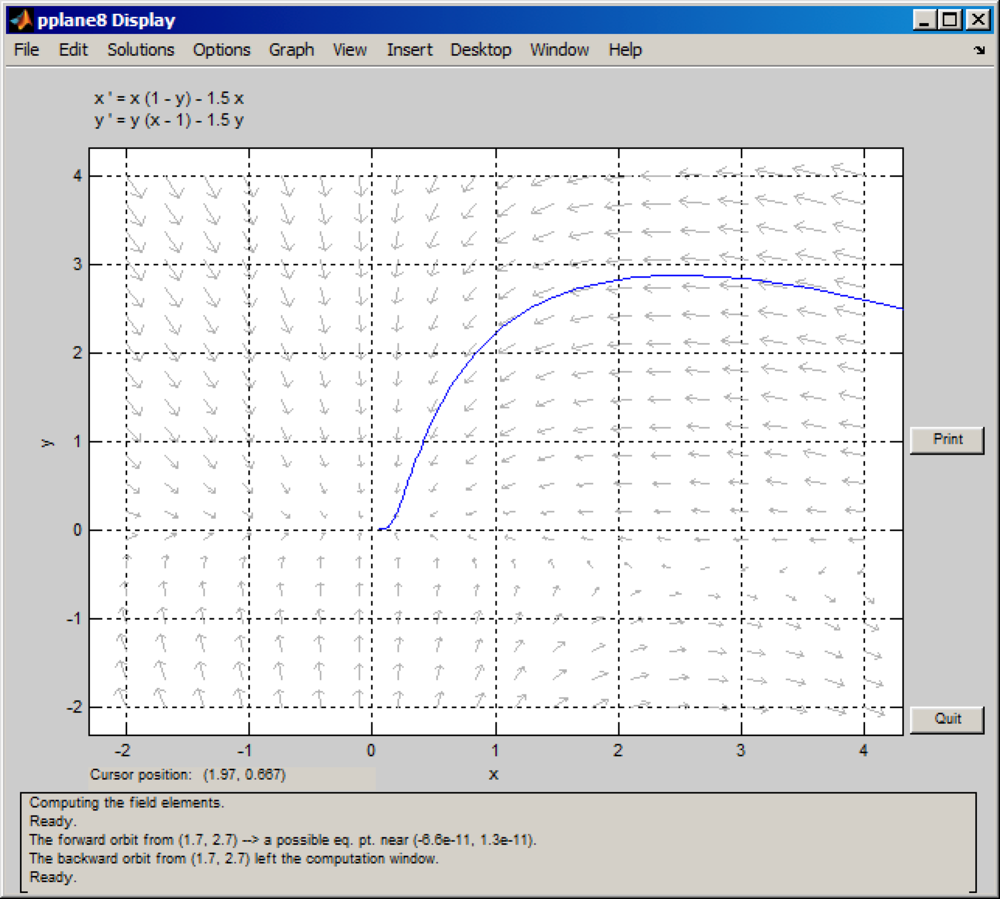 pplane8 Display
File Edit Solutions Options Graph View Insert Desktop Window Help
x ' = x (1 - y) - 1.5 x
y ' = y (x - 1) - 1.5 y
4
3
2
1
0
-1
-2
y
Print
Quit
-2 -1 0 1 2 3 4
Cursor position: (1.97, 0.667)
x
Computing the field elements.
Ready.
The forward orbit from (1.7, 2.7) --> a possible eq. pt. near (-6.6e-11, 1.3e-11).
The backward orbit from (1.7, 2.7) left the computation window.
Ready.